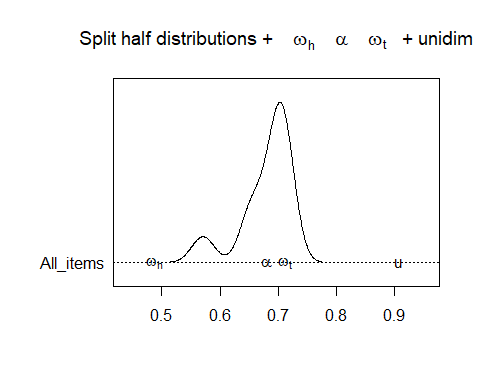 Split half distributions + ωh α ωt + unidim
All_items ωh α ωt u
0.5 0.6 0.7 0.8 0.9